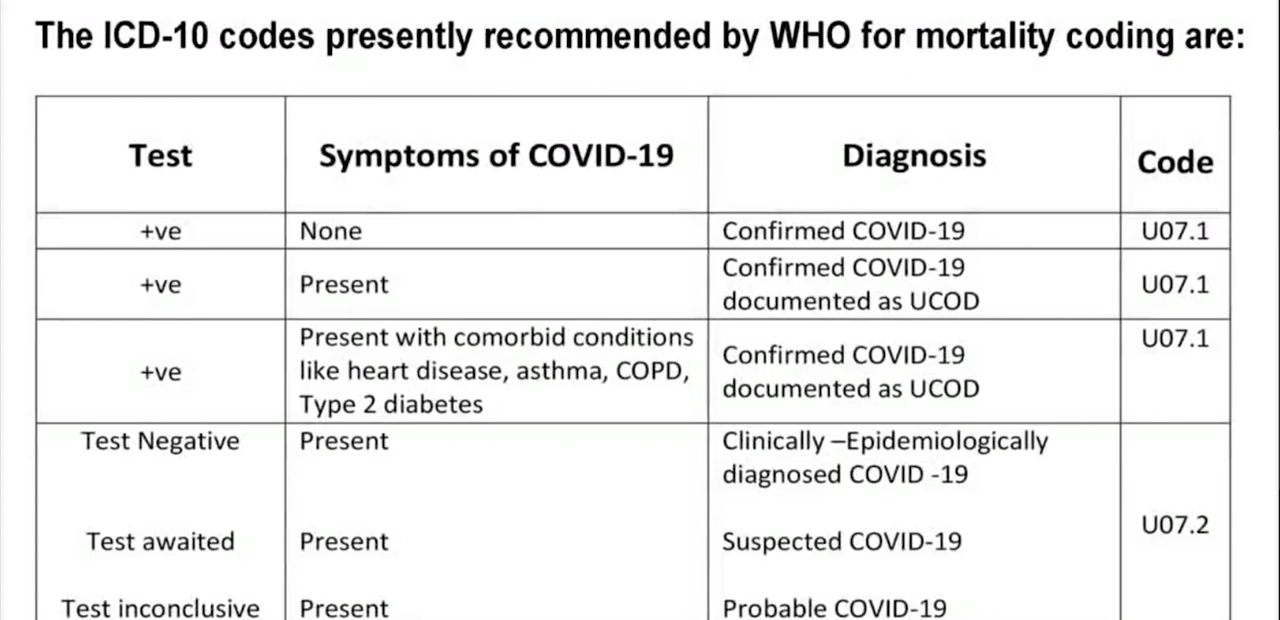 The ICD-10 codes presently recommended by WHO for mortality coding are:
Test Symptoms of COVID-19 Diagnosis Code
+ve None Confirmed COVID-19 U07.1
+ve Present Confirmed COVID-19
documented as UCOD U07.1
+ve Present with comorbid conditions
like heart disease, asthma, COPD,
Type 2 diabetes Confirmed COVID-19
documented as UCOD U07.1
Test Negative Present Clinically –Epidemiologically
diagnosed COVID -19
Test awaited Present Suspected COVID-19 U07.2
Test inconclusive Present Probable COVID-19